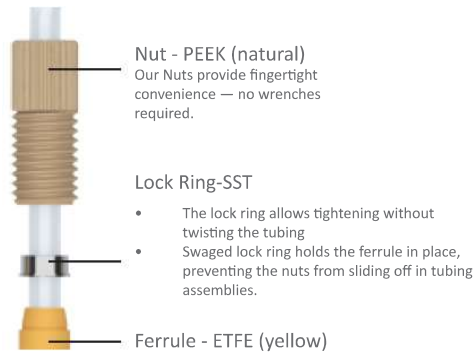 Nut - PEEK (natural)
Our Nuts provide fingertight
convenience — no wrenches
required.
Lock Ring-SST
• The lock ring allows tightening without
twisting the tubing
• Swaged lock ring holds the ferrule in place,
preventing the nuts from sliding off in tubing
assemblies.
Ferrule - ETFE (yellow)